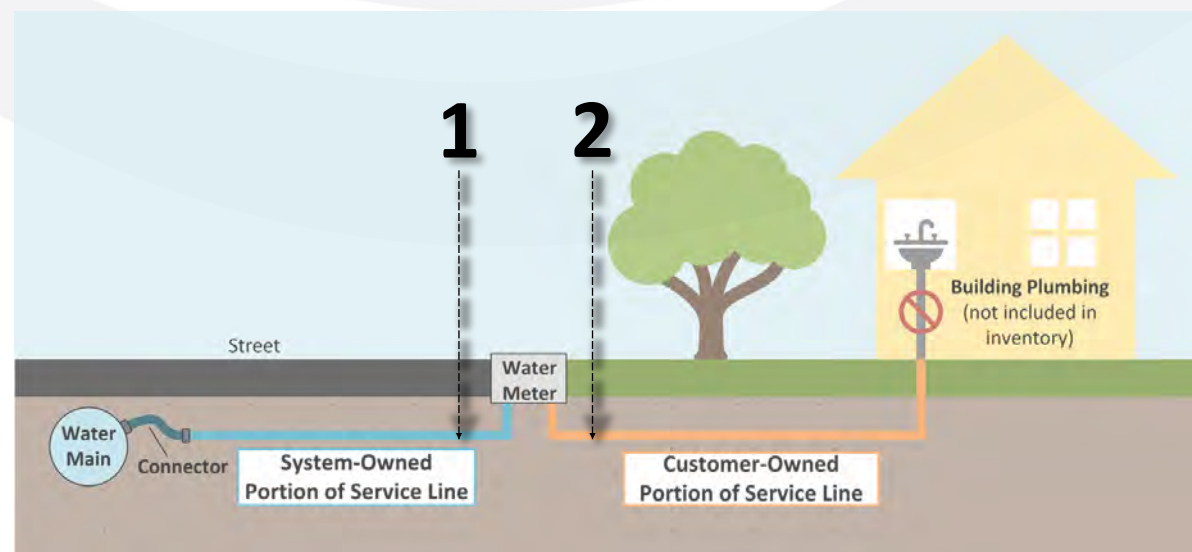 1
2
Street
Water
Meter
Building Plumbing
(not included in
inventory)
Water
Main
Connector
System-Owned
Portion of Service Line
Customer-Owned
Portion of Service Line